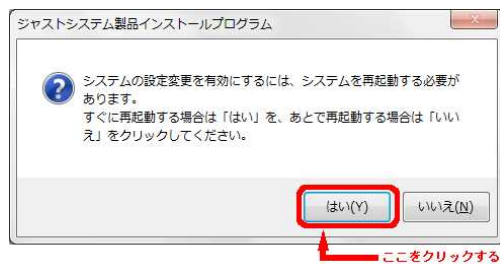 ジャストシステム製品インストールプログラム
システムの設定変更を有効にするには、システムを再起動する必要が
あります。
すぐに再起動する場合は「はい」を、あとで再起動する場合は「いい
え」をクリックしてください。
はい(Y)
いいえ(N)
ここをクリックする